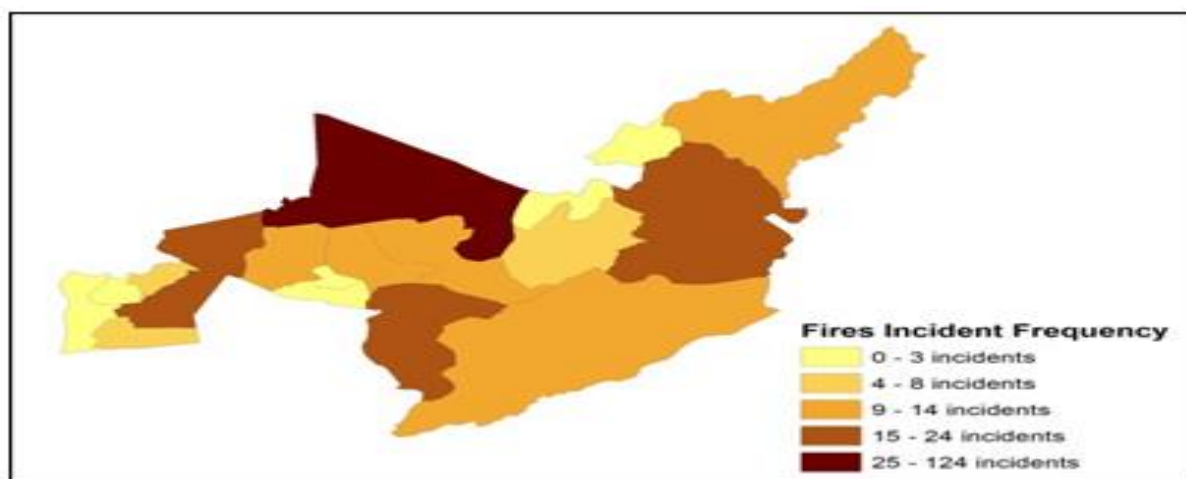 Fires Incident Frequency
0 - 3 incidents
4 - 8 incidents
9 - 14 incidents
15 - 24 incidents
25 - 124 incidents